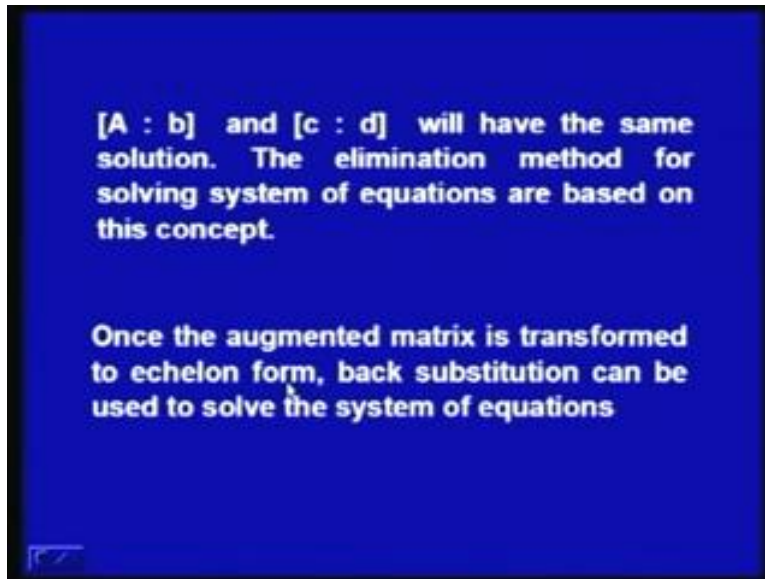 [A : b] and [c : d] will have the same
solution. The elimination method for
solving system of equations are based on
this concept.
Once the augmented matrix is transformed
to echelon form, back substitution can be
used to solve the system of equations